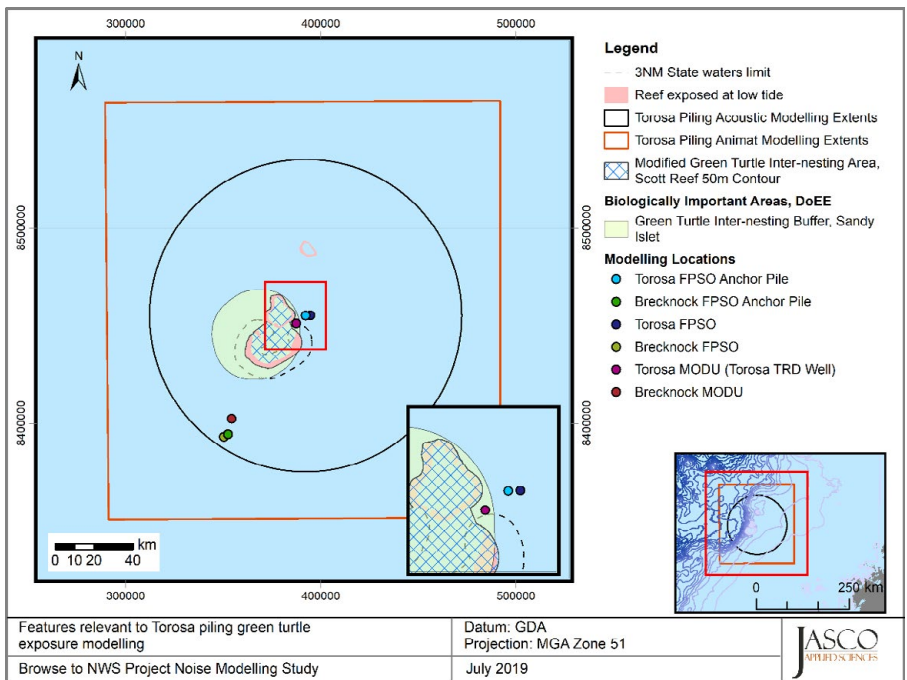 300000
400000
500000
N
8500000
8500000
8400000
8400000
km
0 10 20
40
300000
400000
500000
Legend
3NM State waters limit
Reef exposed at low tide
Torosa Piling Acoustic Modelling Extents
Torosa Piling Animat Modelling Extents
Modified Green Turtle Inter-nesting Area,
Scott Reef 50m Contour
Biologically Important Areas, DoEE
Green Turtle Inter-nesting Buffer, Sandy
Islet
Modelling Locations
Torosa FPSO Anchor Pile
Brecknock FPSO Anchor Pile
Torosa FPSO
Brecknock FPSO
Torosa MODU (Torosa TRD Well)
Brecknock MODU
0
250 km
Features relevant to Torosa piling green turtle
exposure modelling
Datum: GDA
Projection: MGA Zone 51
Browse to NWS Project Noise Modelling Study
July 2019
JASCO
APPLIED SCIENCES